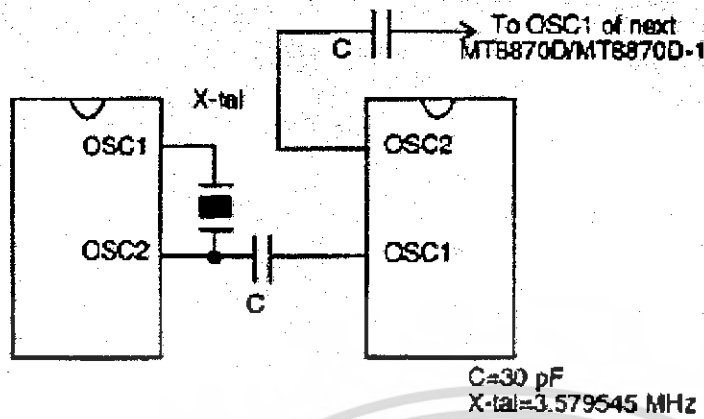 C
To OSC1 of next
MT8870D/MT8870D-1
X-tal
OSC1
OSC2
OSC2
OSC1
C
C=30 pF
X-tal=3.579545 MHz